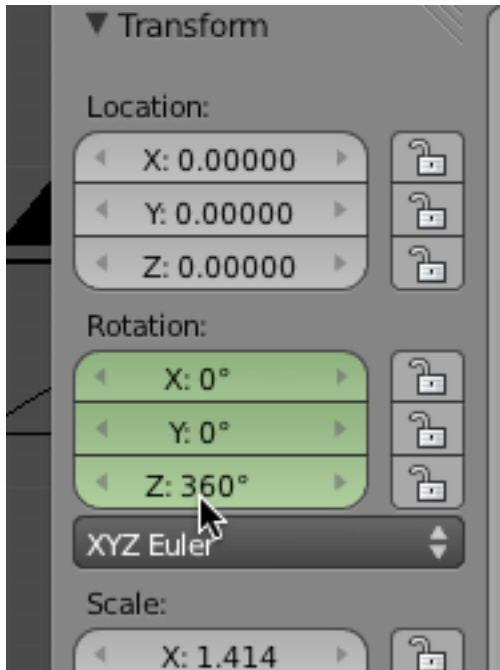 Transform
Location:
X: 0.00000
Y: 0.00000
Z: 0.00000
Rotation:
X: 0°
Y: 0°
Z: 360°
XYZ Euler
Scale:
X: 1.414